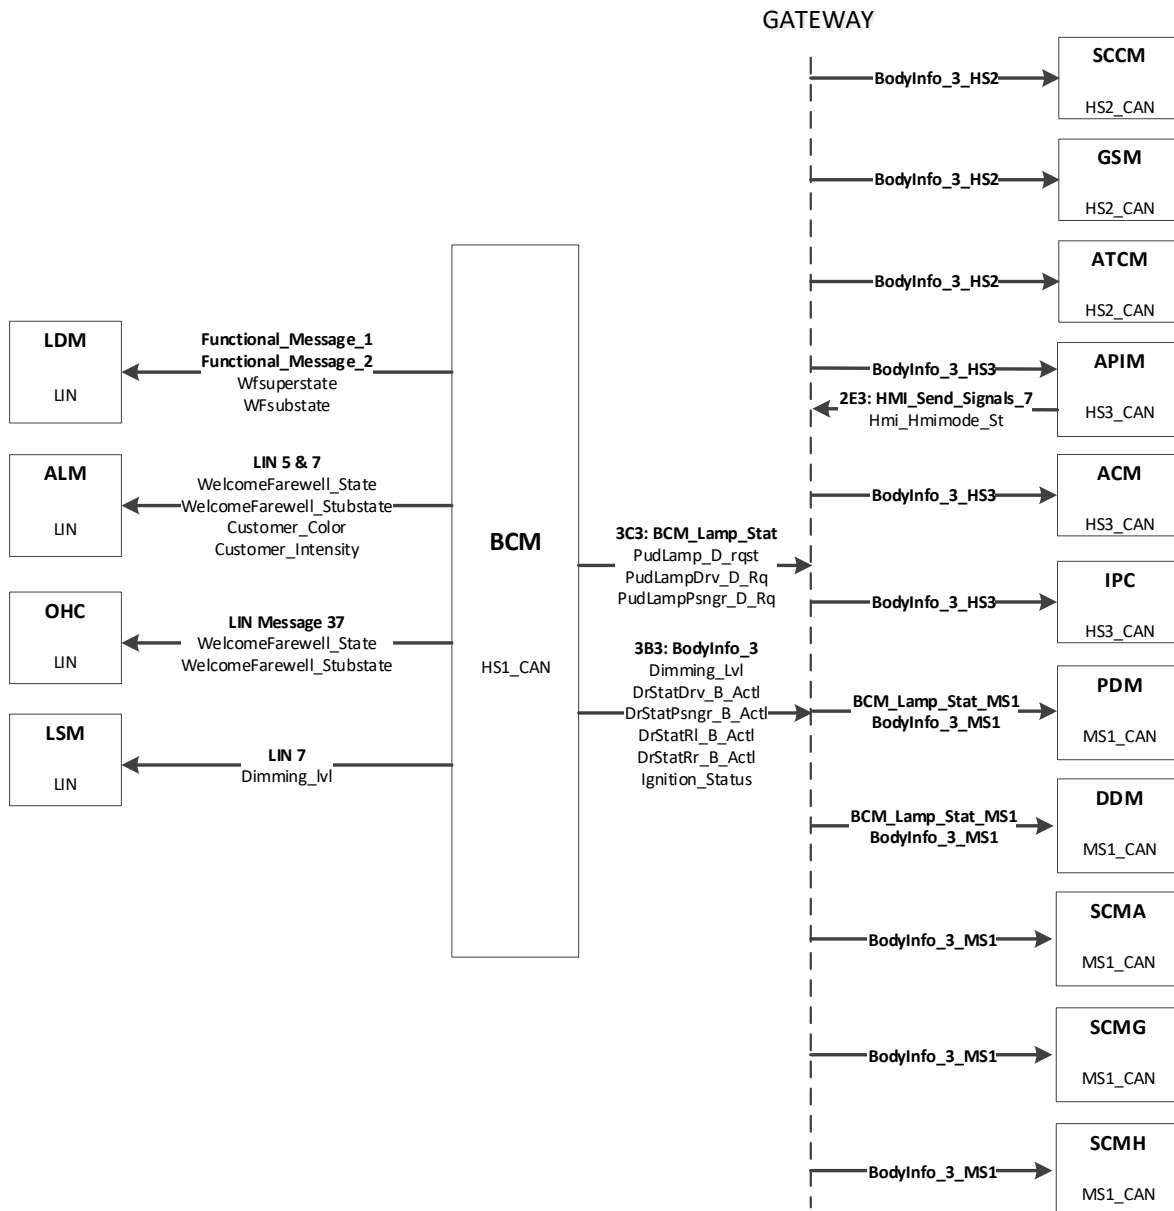 GATEWAY
SCCM
HS2_CAN
BodyInfo_3_HS2
GSM
HS2_CAN
BodyInfo_3_HS2
ATCM
HS2_CAN
BodyInfo_3_HS2
APIM
HS3_CAN
BodyInfo_3_HS3
2E3: HMI_Send_Signals_7
Hmi_Hmimode_St
ACM
HS3_CAN
BodyInfo_3_HS3
IPC
HS3_CAN
BodyInfo_3_HS3
PDM
MS1_CAN
BCM_Lamp_Stat_MS1
BodyInfo_3_MS1
DDM
MS1_CAN
BCM_Lamp_Stat_MS1
BodyInfo_3_MS1
SCMA
MS1_CAN
BodyInfo_3_MS1
SCMG
MS1_CAN
BodyInfo_3_MS1
SCMH
MS1_CAN
BodyInfo_3_MS1
LDM
LIN
Functional_Message_1
Functional_Message_2
Wfsuperstate
WFsubstate
ALM
LIN
LIN 5 & 7
WelcomeFarewell_State
WelcomeFarewell_Stubstate
Customer_Color
Customer_Intensity
OHC
LIN
LIN Message 37
WelcomeFarewell_State
WelcomeFarewell_Stubstate
LSM
LIN
LIN 7
Dimming_lvl
BCM
HS1_CAN
3C3: BCM_Lamp_Stat
PudLamp_D_rqst
PudLampDrv_D_Rq
PudLampPsngr_D_Rq
3B3: BodyInfo_3
Dimming_Lvl
DrStatDrv_B_Actl
DrStatPsngr_B_Actl
DrStatRl_B_Actl
DrStatRr_B_Actl
Ignition_Status